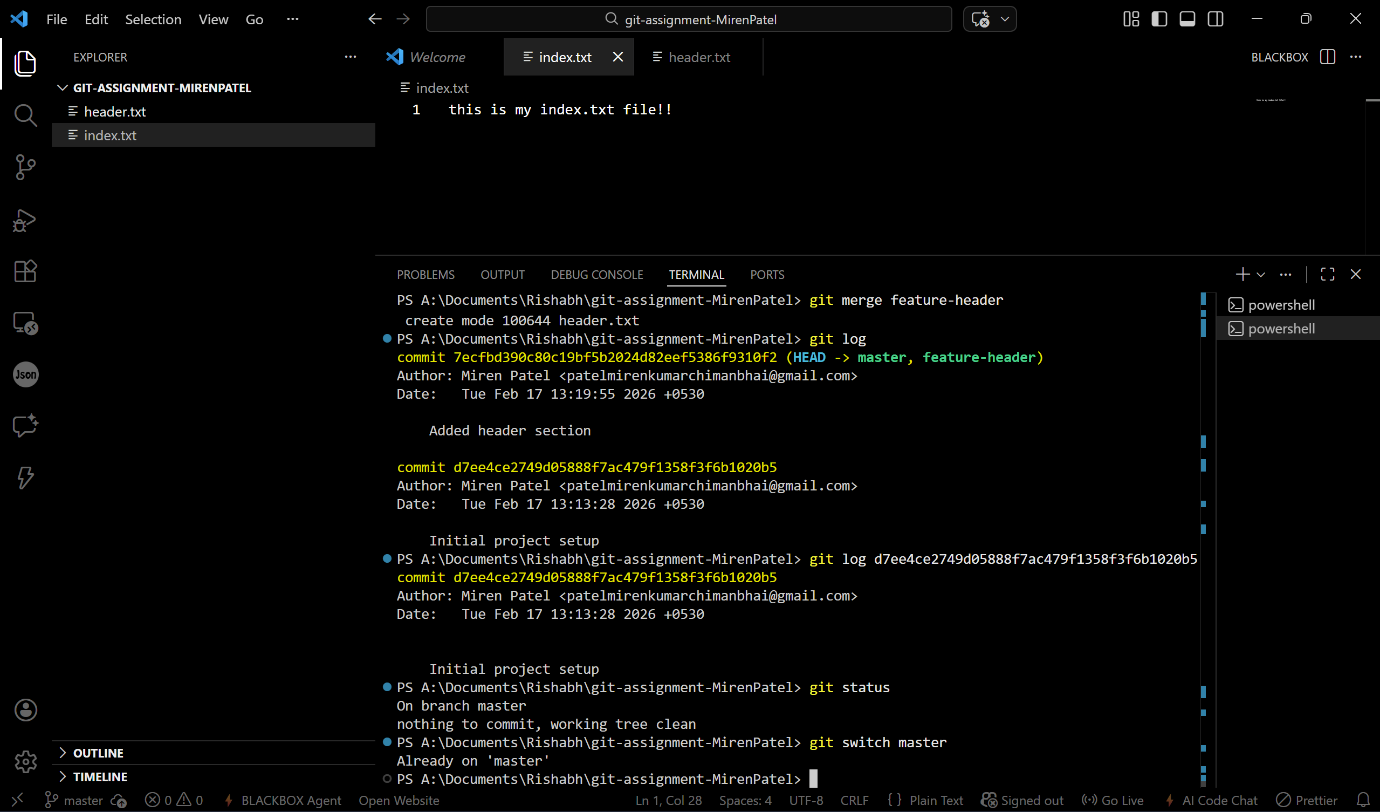 File Edit Selection View Go ··· git-assignment-MirenPatel
EXPLORER ···
GIT-ASSIGNMENT-MIRENPATEL
header.txt
index.txt
Json
OUTLINE
TIMELINE
Welcome index.txt header.txt BLACKBOX ···
index.txt
1 this is my index.txt file!!
PROBLEMS OUTPUT DEBUG CONSOLE TERMINAL PORTS ···
powershell
powershell
PS A:\Documents\Rishabh\git-assignment-MirenPatel> git merge feature-header
create mode 100644 header.txt
PS A:\Documents\Rishabh\git-assignment-MirenPatel> git log
commit 7ecfbd390c80c19bf5b2024d82eef5386f9310f2 (HEAD -> master, feature-header)
Author: Miren Patel <patelmirenkumarchimanbhai@gmail.com>
Date:   Tue Feb 17 13:19:55 2026 +0530
Added header section
commit d7ee4ce2749d05888f7ac479f1358f3f6b1020b5
Author: Miren Patel <patelmirenkumarchimanbhai@gmail.com>
Date:   Tue Feb 17 13:13:28 2026 +0530
Initial project setup
PS A:\Documents\Rishabh\git-assignment-MirenPatel> git log d7ee4ce2749d05888f7ac479f1358f3f6b1020b5
commit d7ee4ce2749d05888f7ac479f1358f3f6b1020b5
Author: Miren Patel <patelmirenkumarchimanbhai@gmail.com>
Date:   Tue Feb 17 13:13:28 2026 +0530
Initial project setup
PS A:\Documents\Rishabh\git-assignment-MirenPatel> git status
On branch master
nothing to commit, working tree clean
PS A:\Documents\Rishabh\git-assignment-MirenPatel> git switch master
Already on 'master'
PS A:\Documents\Rishabh\git-assignment-MirenPatel>
master 0 0 BLACKBOX Agent Open Website Ln 1, Col 28 Spaces: 4 UTF-8 CRLF { } Plain Text Signed out Go Live AI Code Chat Prettier